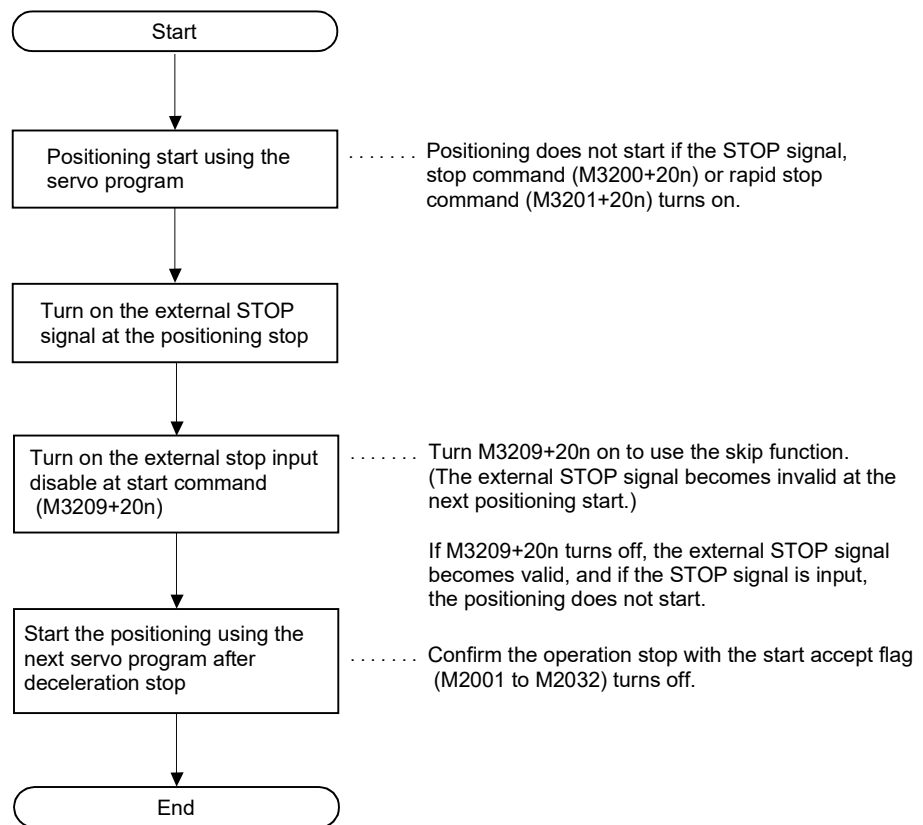 Start
Positioning start using the
servo program
. . . . . . . Positioning does not start if the STOP signal,
stop command (M3200+20n) or rapid stop
command (M3201+20n) turns on.
Turn on the external STOP
signal at the positioning stop
Turn on the external stop input
disable at start command
(M3209+20n)
. . . . . . . Turn M3209+20n on to use the skip function.
(The external STOP signal becomes invalid at the
next positioning start.)
If M3209+20n turns off, the external STOP signal
becomes valid, and if the STOP signal is input,
the positioning does not start.
Start the positioning using the
next servo program after
deceleration stop
. . . . . . . Confirm the operation stop with the start accept flag
(M2001 to M2032) turns off.
End